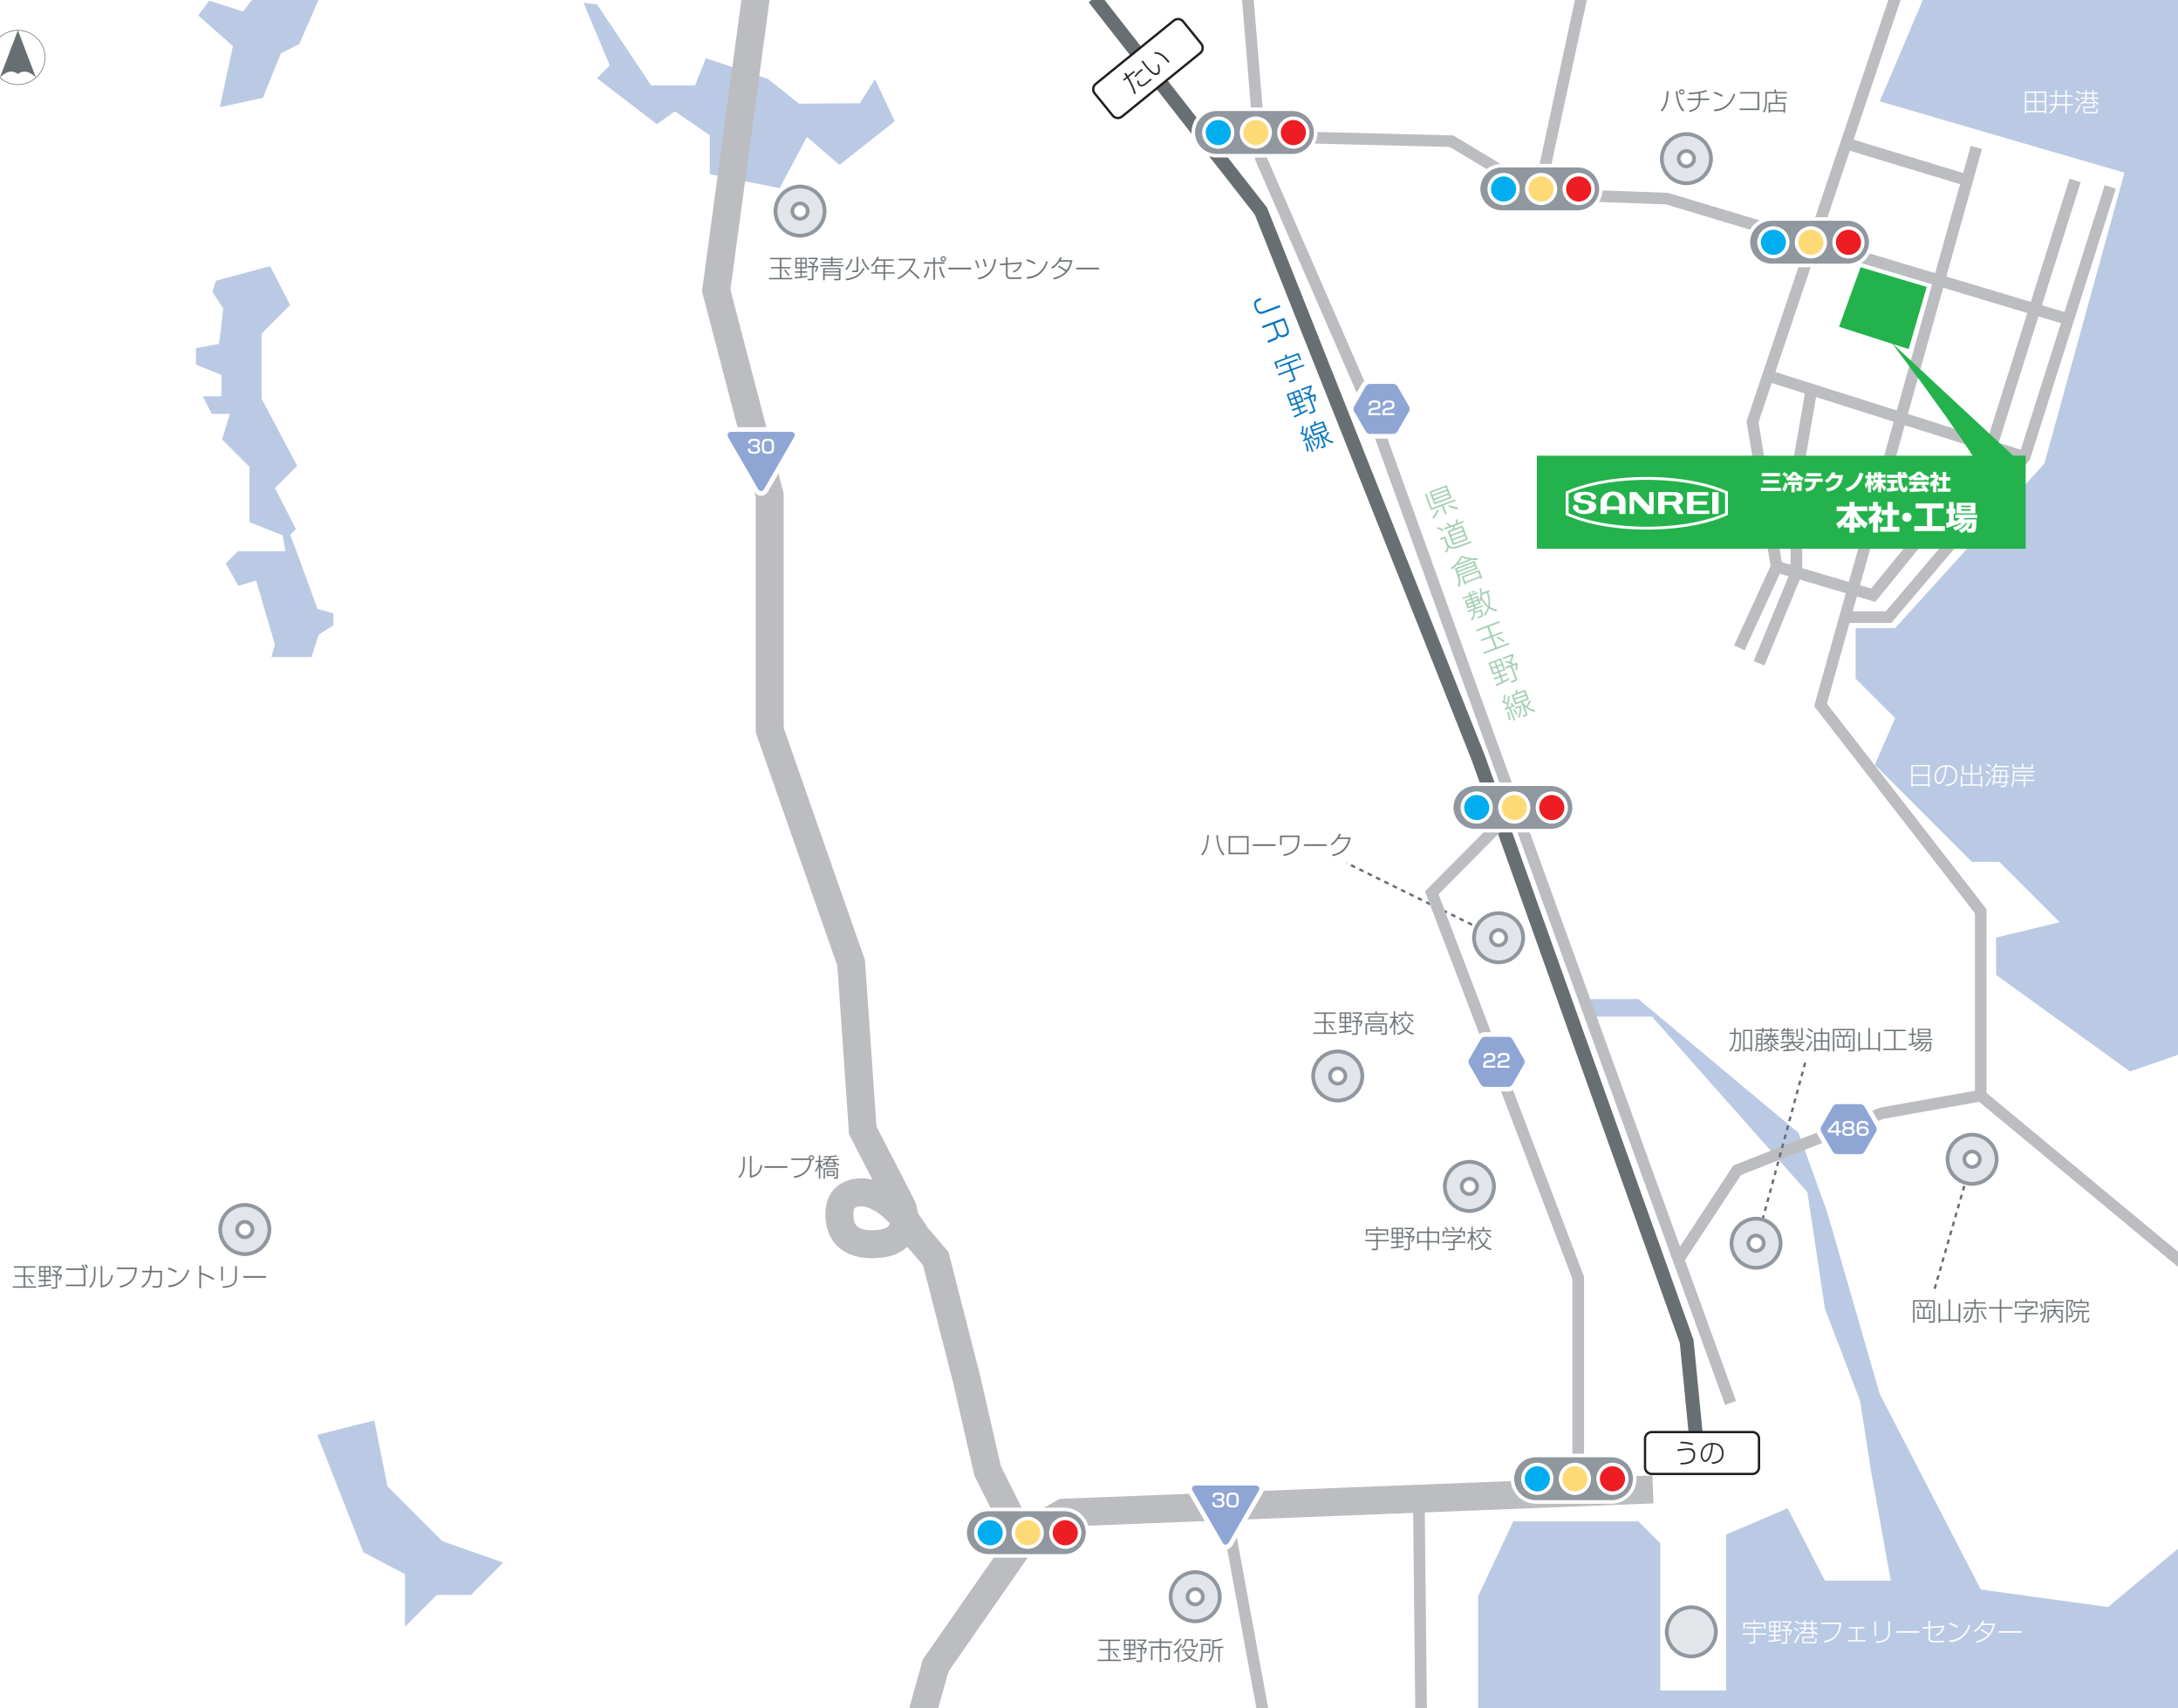 たい
パチンコ店
田井港
玉野青少年スポーツセンター
JR宇野線
22
30
県道倉敷玉野線
SANREI
三冷テクノ株式会社
本社・工場
日の出海岸
ハローワーク
玉野高校
22
加藤製油岡山工場
486
ループ橋
宇野中学校
玉野ゴルフカントリー
岡山赤十字病院
うの
30
玉野市役所
宇野港フェリーセンター